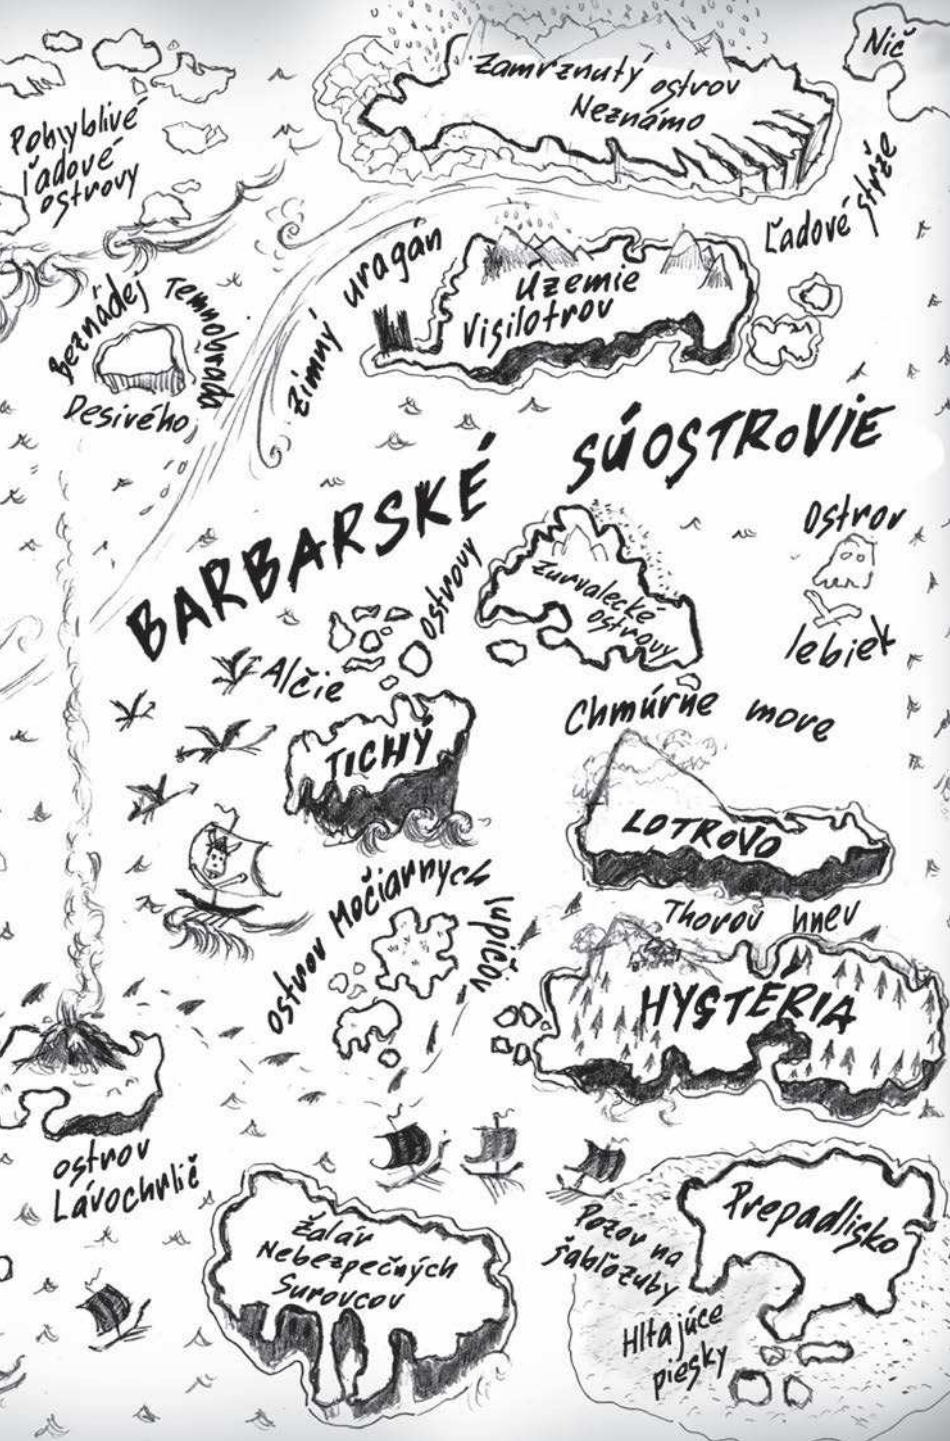 Zamrznutý ostrov
Neznámo
Nič
Pohyblivé
ľadové
ostrovy
Ľadové stráže
Zimný uragán
Územie
Visilotrov
Beznádej
Temnohrada
Desivého
BARBARSKÉ SÚOSTROVIE
Ostrov
lebiek
Zurvalecké
ostrovy
Alčie ostrovy
Chmúrne more
TICHÝ
LOTROVO
ostrov Močiarnych
lupičov
Thorov hnev
HYSTÉRIA
ostrov
Lávochrlič
Žalár
Nebezpečných
Surovcov
Prepadlisko
Pozor na
šabľozuby
Hltajúce
piesky